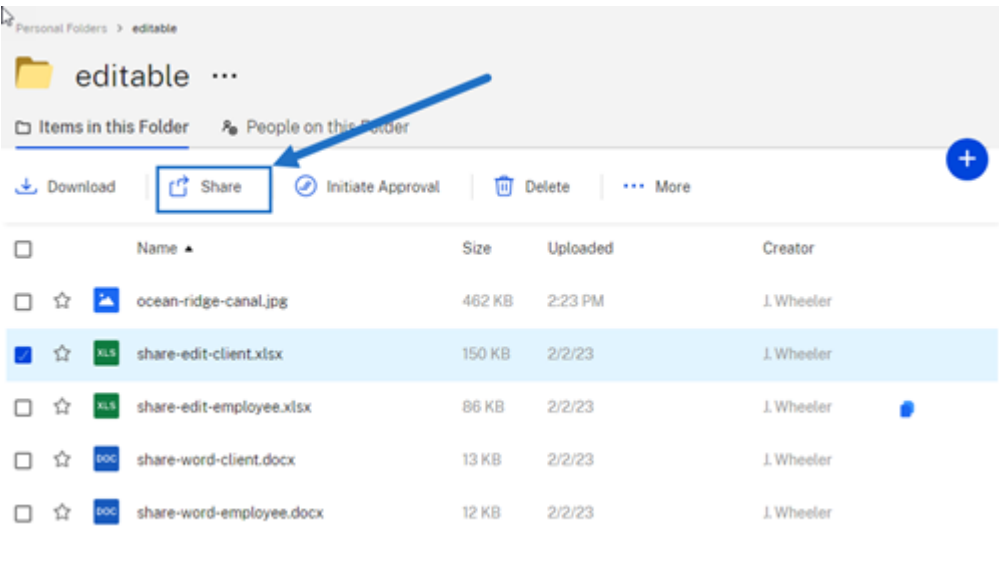 Personal Folders > editable
editable ...
Items in this Folder People on this Folder
Download Share Initiate Approval Delete ... More
Name Size Uploaded Creator
ocean-ridge-canal.jpg 462 KB 2:23 PM J. Wheeler
XLS share-edit-client.xlsx 150 KB 2/2/23 J. Wheeler
XLS share-edit-employee.xlsx 86 KB 2/2/23 J. Wheeler
DOC share-word-client.docx 13 KB 2/2/23 J. Wheeler
DOC share-word-employee.docx 12 KB 2/2/23 J. Wheeler